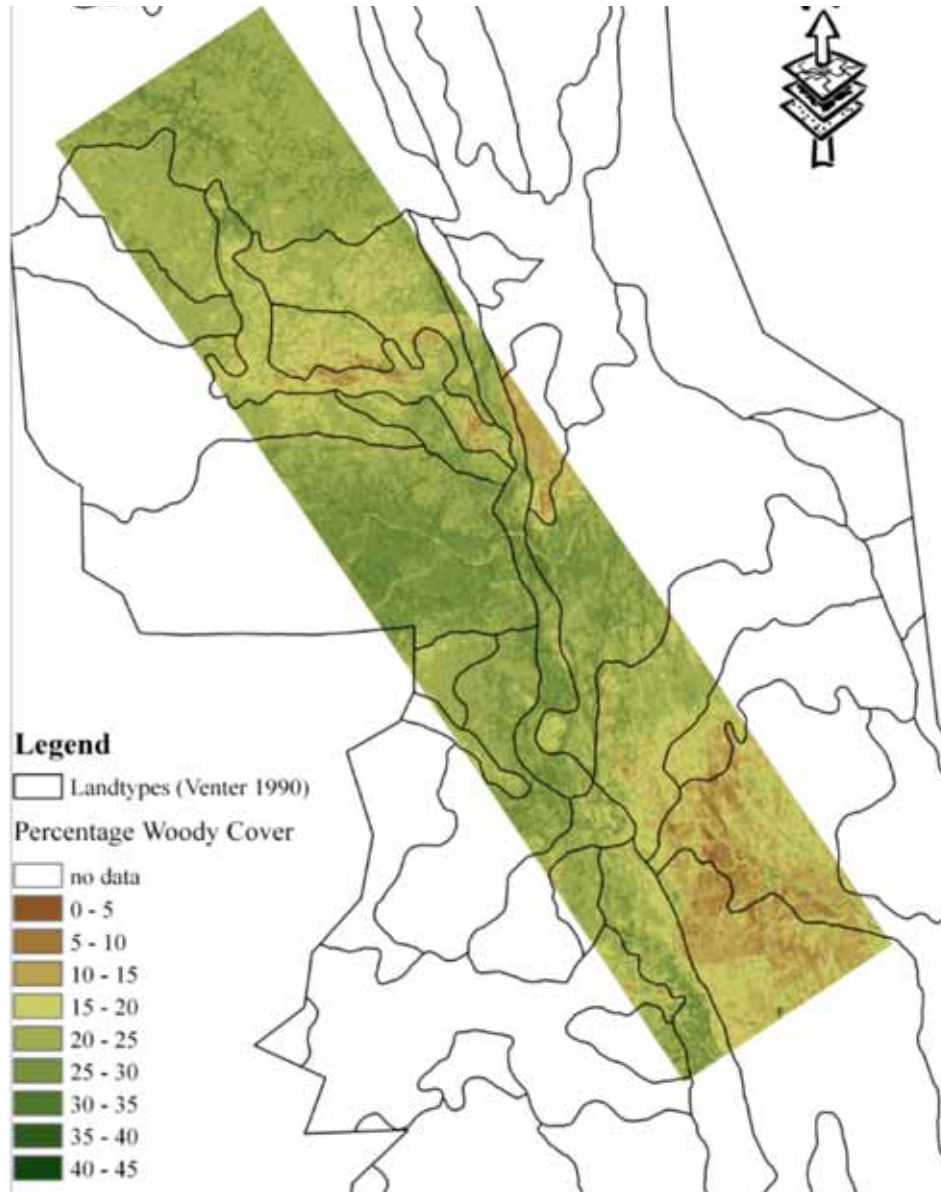 Legend
Landtypes (Venter 1990)
Percentage Woody Cover
no data
0 - 5
5 - 10
10 - 15
15 - 20
20 - 25
25 - 30
30 - 35
35 - 40
40 - 45